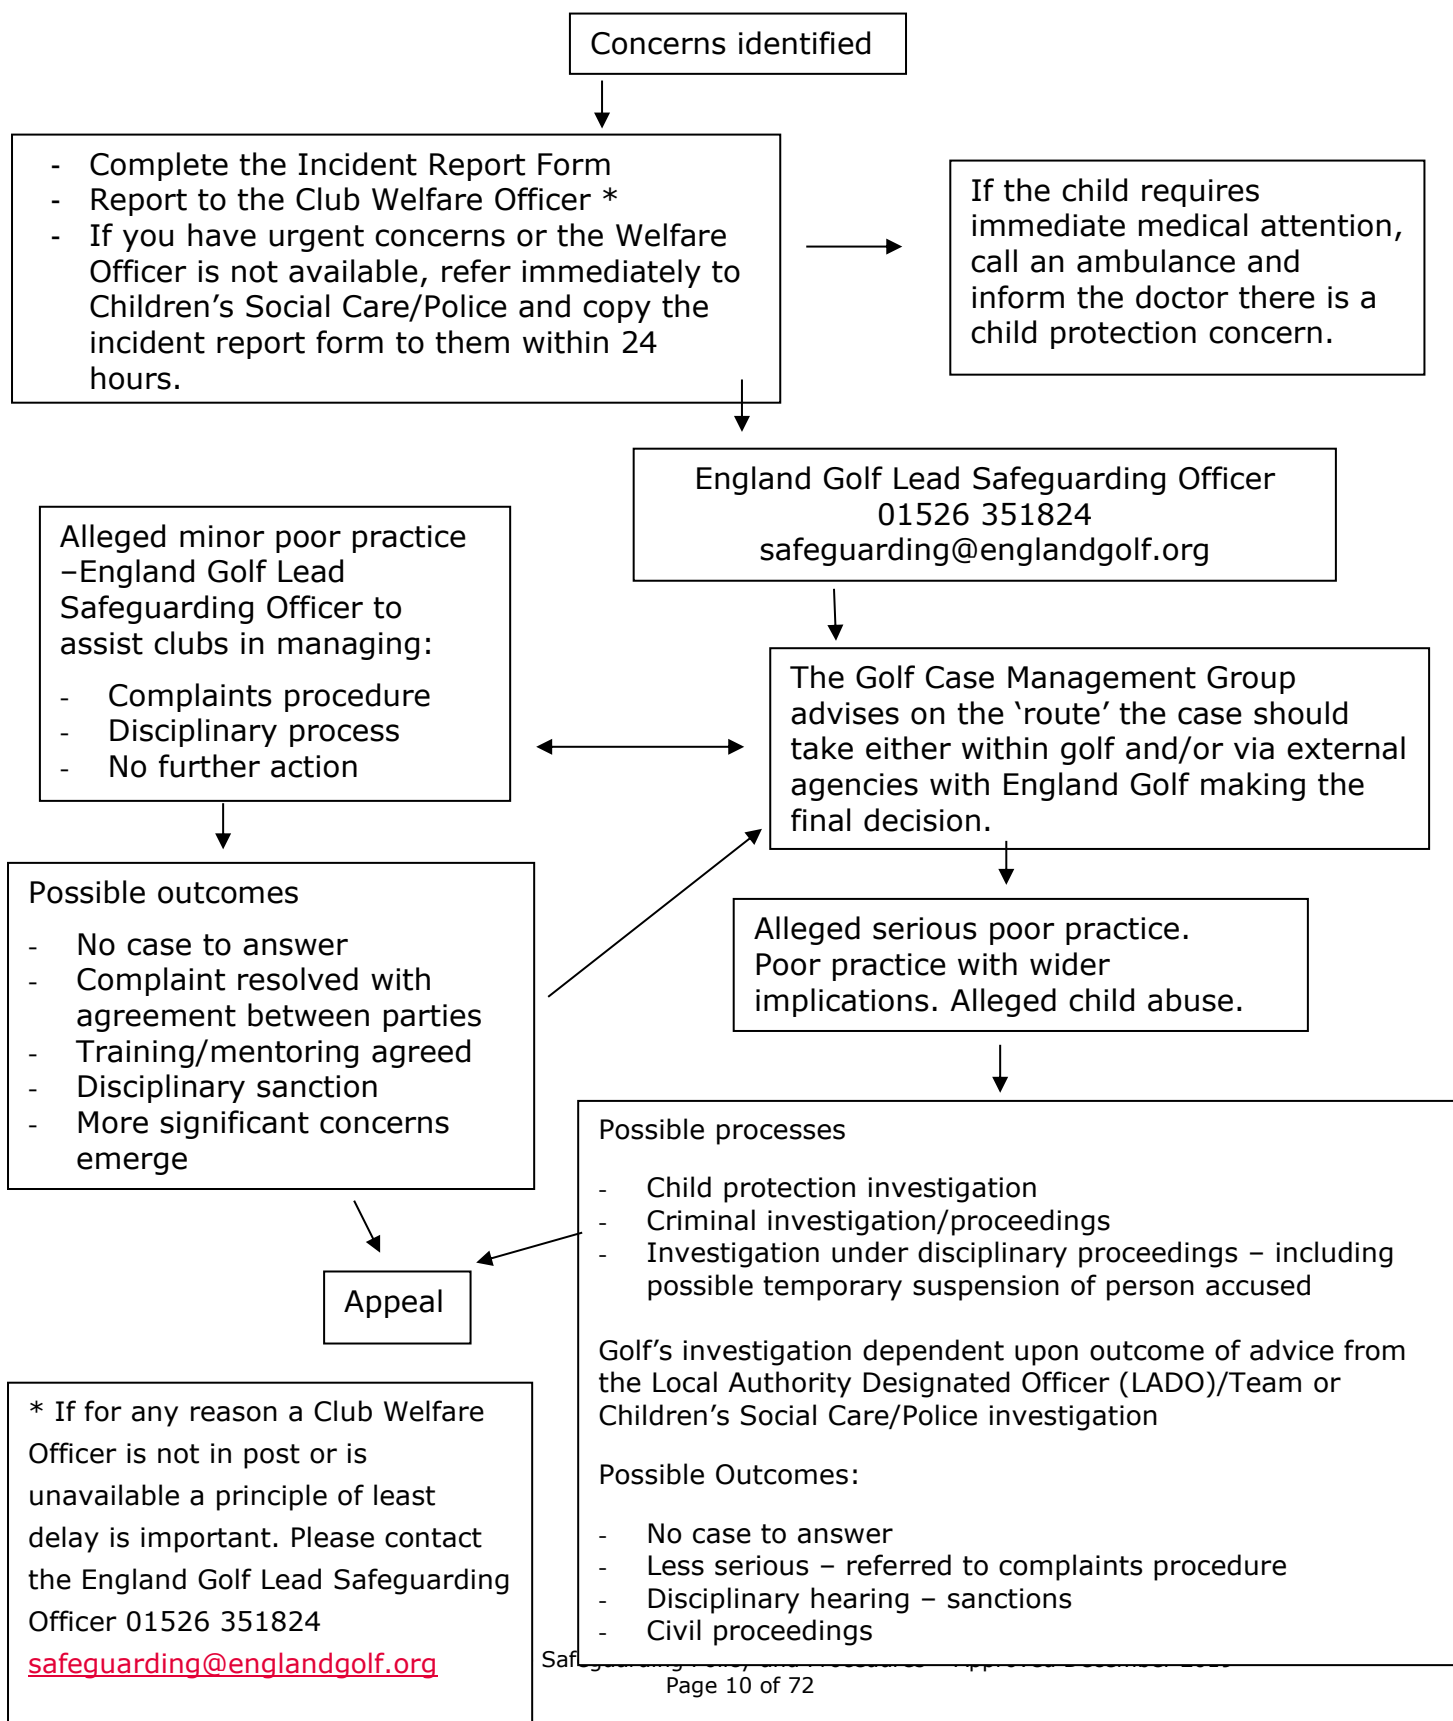 Concerns identified
- Complete the Incident Report Form
- Report to the Club Welfare Officer *
- If you have urgent concerns or the Welfare
Officer is not available, refer immediately to
Children’s Social Care/Police and copy the
incident report form to them within 24
hours.
If the child requires
immediate medical attention,
call an ambulance and
inform the doctor there is a
child protection concern.
England Golf Lead Safeguarding Officer
01526 351824
safeguarding@englandgolf.org
Alleged minor poor practice
–England Golf Lead
Safeguarding Officer to
assist clubs in managing:
- Complaints procedure
- Disciplinary process
- No further action
The Golf Case Management Group
advises on the ‘route’ the case should
take either within golf and/or via external
agencies with England Golf making the
final decision.
Possible outcomes
- No case to answer
- Complaint resolved with
agreement between parties
- Training/mentoring agreed
- Disciplinary sanction
- More significant concerns
emerge
Alleged serious poor practice.
Poor practice with wider
implications. Alleged child abuse.
Possible processes
- Child protection investigation
- Criminal investigation/proceedings
- Investigation under disciplinary proceedings – including
possible temporary suspension of person accused
Golf’s investigation dependent upon outcome of advice from
the Local Authority Designated Officer (LADO)/Team or
Children’s Social Care/Police investigation
Possible Outcomes:
- No case to answer
- Less serious – referred to complaints procedure
- Disciplinary hearing – sanctions
- Civil proceedings
Appeal
* If for any reason a Club Welfare
Officer is not in post or is
unavailable a principle of least
delay is important. Please contact
the England Golf Lead Safeguarding
Officer 01526 351824
safeguarding@englandgolf.org
Safeguarding Policy and Procedures – Approved December
Page 10 of 72